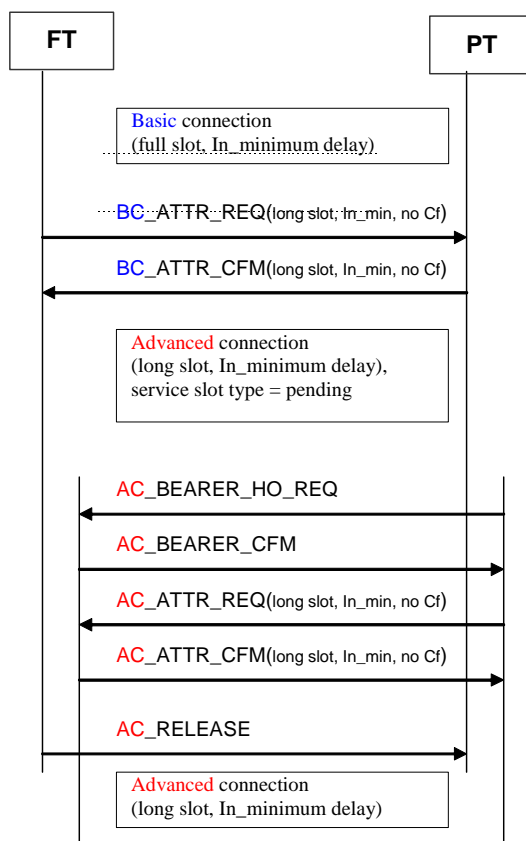 FT
PT
Basic connection
(full slot, In_minimum delay)
BC_ATTR_REQ(long slot, In_min, no Cf)
BC_ATTR_CFM(long slot, In_min, no Cf)
Advanced connection
(long slot, In_minimum delay),
service slot type = pending
AC_BEARER_HO_REQ
AC_BEARER_CFM
AC_ATTR_REQ(long slot, In_min, no Cf)
AC_ATTR_CFM(long slot, In_min, no Cf)
AC_RELEASE
Advanced connection
(long slot, In_minimum delay)